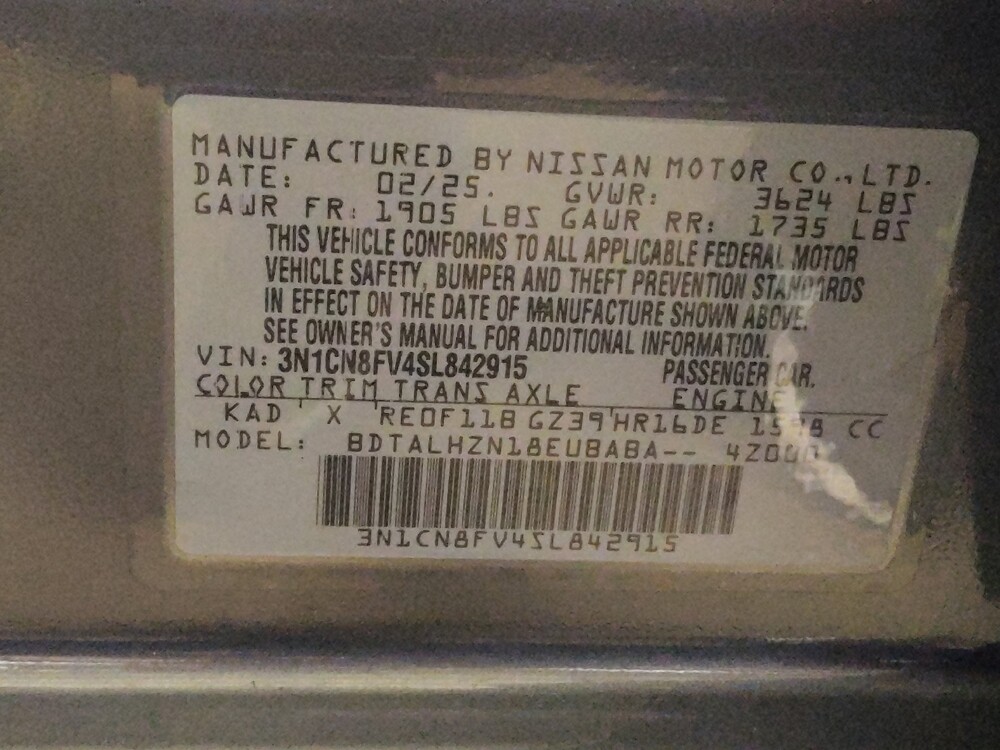 MANUFACTURED BY NISSAN MOTOR CO., LTD.
DATE: 02/25. GVWR: 3624 LBS
GAWR FR: 1905 LBS GAWR RR: 1735 LBS
THIS VEHICLE CONFORMS TO ALL APPLICABLE FEDERAL MOTOR
VEHICLE SAFETY, BUMPER AND THEFT PREVENTION STANDARDS
IN EFFECT ON THE DATE OF MANUFACTURE SHOWN ABOVE.
SEE OWNER'S MANUAL FOR ADDITIONAL INFORMATION.
VIN: 3N1CN8FV4SL842915 PASSENGER CAR.
COLOR TRIM TRANS AXLE ENGINE
KAD X RE0F11B GZ39 HR16DE 1598 CC
MODEL: BDTALHZN18EUBABA--
3N1CN8FV4SL842915